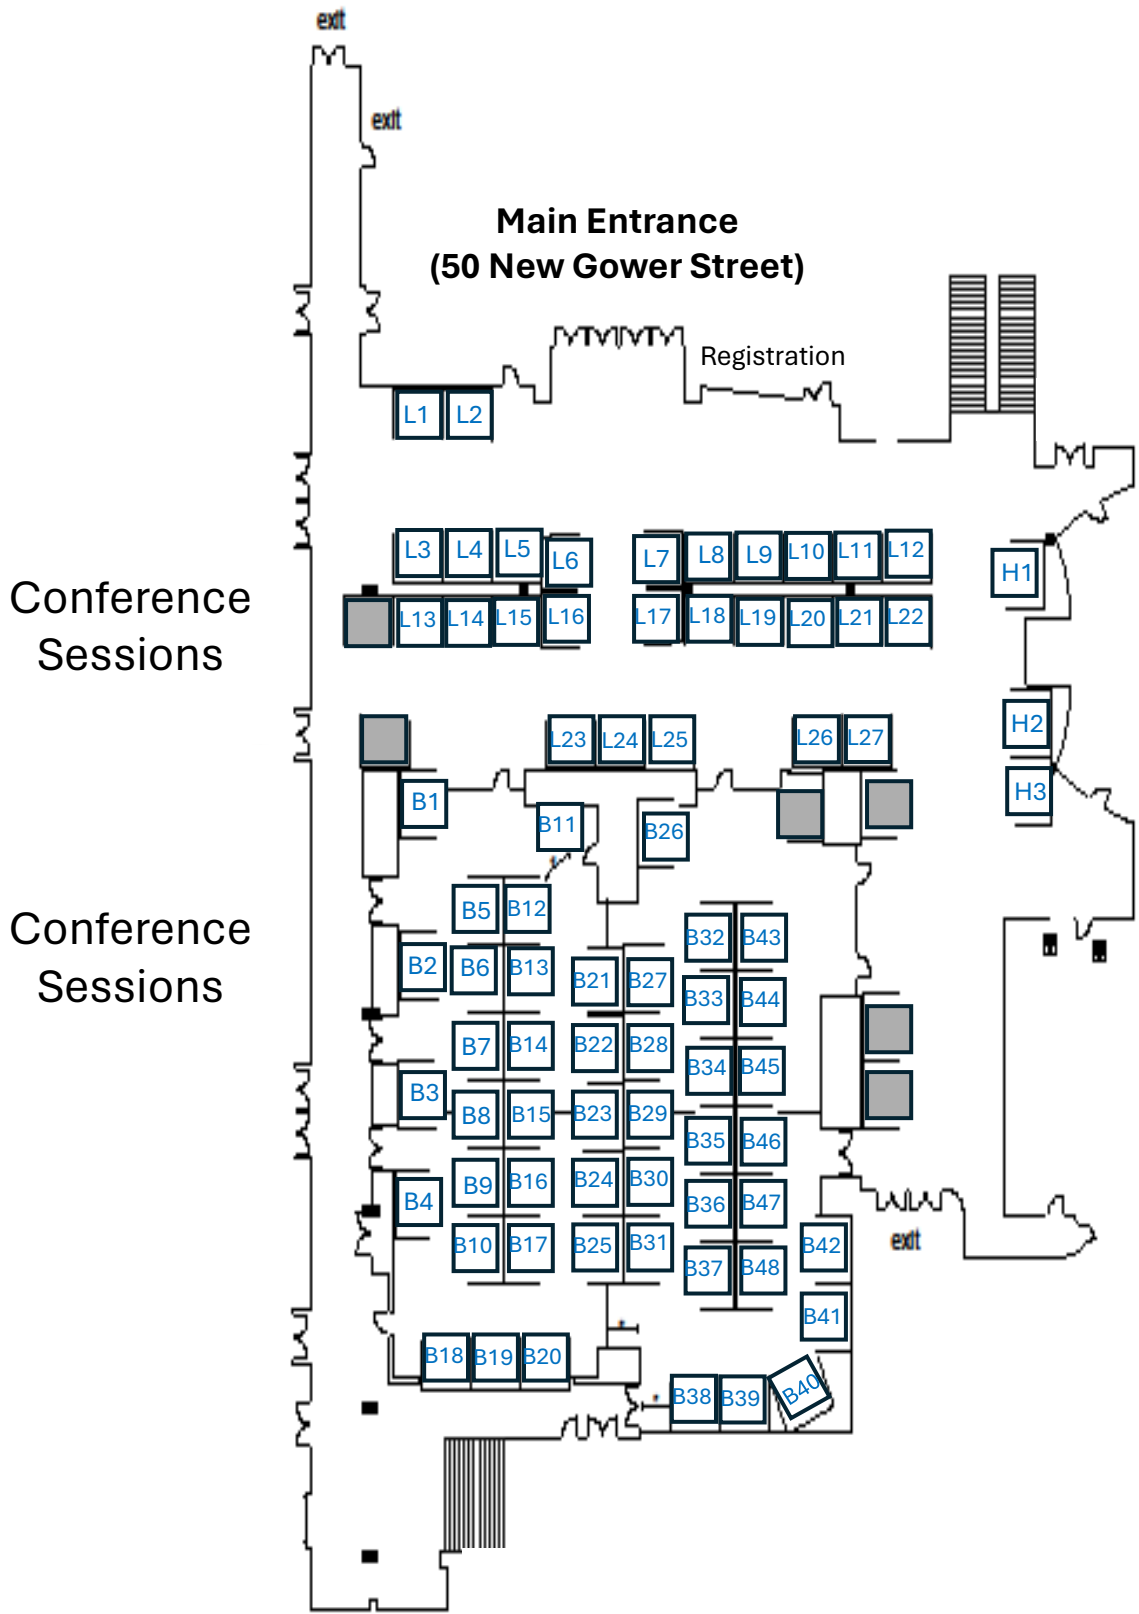 exit
exit
Main Entrance
(50 New Gower Street)
Registration
L1 L2
L3 L4 L5 L6 L7 L8 L9 L10 L11 L12
H1
Conference
Sessions
L13 L14 L15 L16 L17 L18 L19 L20 L21 L22
L23 L24 L25 L26 L27
H2
H3
B1
B11
B26
B5 B12
B32 B43
Conference
Sessions
B2 B6 B13
B21 B27
B33 B44
B7 B14 B22 B28
B34 B45
B3
B8 B15 B23 B29
B35 B46
B9 B16 B24 B30
B4
B36 B47
B10 B17 B25 B31
B42
exit
B37 B48
B41
B18 B19 B20
B38 B39 B40